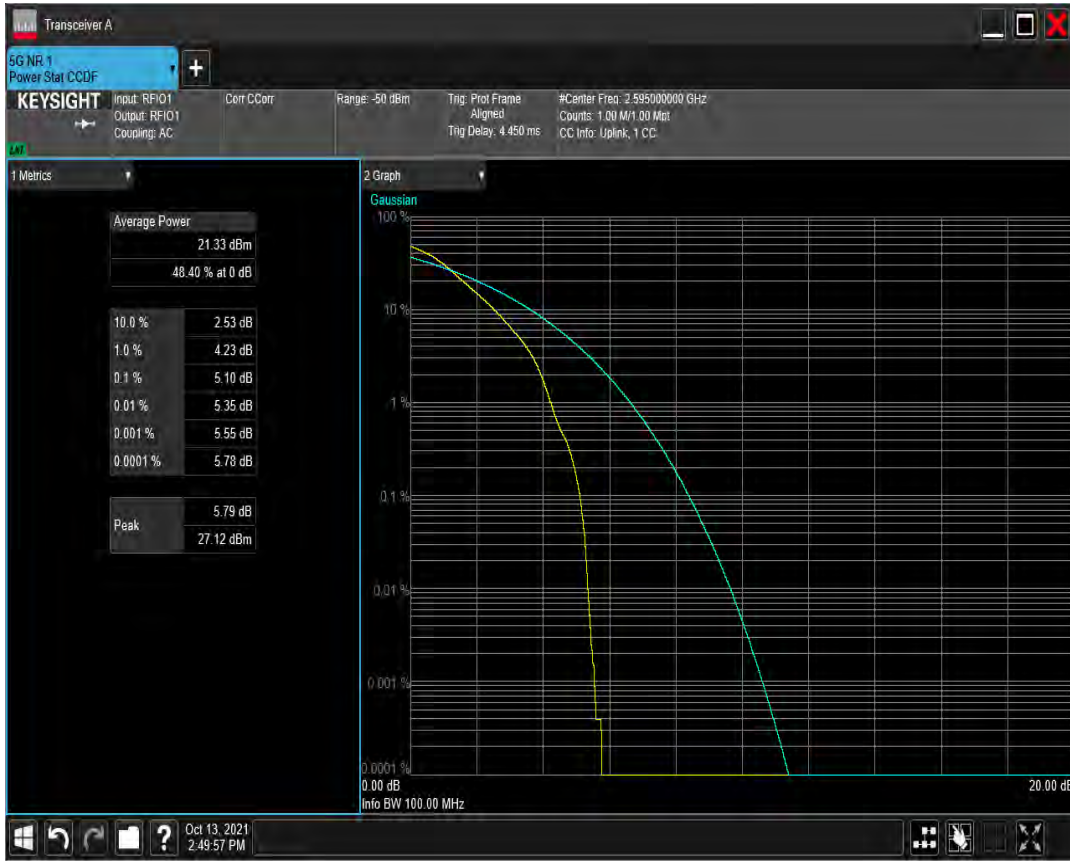 Transceiver A
5G NR 1
Power Stat CCDF
KEYSIGHT
Input: RFIO1
Output: RFIO1
Coupling: AC
Corr CCorr
Range: -50 dBm
Trig: Prot Frame
Aligned
Trig Delay: 4.450 ms
#Center Freq: 2.595000000 GHz
Counts: 1.00 M/1.00 Mpt
CC Info: Uplink, 1 CC
1 Metrics
Average Power
21.33 dBm
48.40 % at 0 dB
10.0 % 2.53 dB
1.0 % 4.23 dB
0.1 % 5.10 dB
0.01 % 5.35 dB
0.001 % 5.55 dB
0.0001 % 5.78 dB
Peak 5.79 dB
27.12 dBm
2 Graph
Gaussian
100 %
10 %
1 %
0.1 %
0.01 %
0.001 %
0.0001 %
0.00 dB 20.00 dB
Info BW 100.00 MHz
Oct 13, 2021
2:49:57 PM